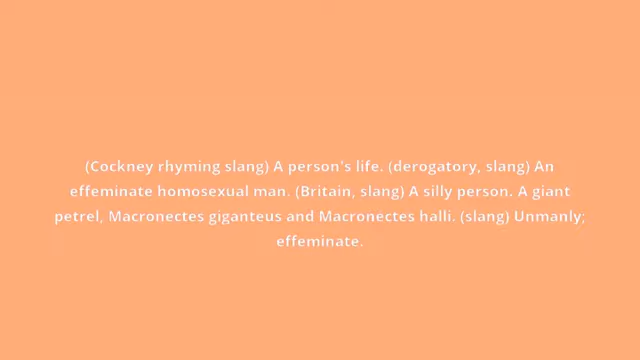 (Cockney rhyming slang) A person's life. (derogatory, slang) An
effeminate homosexual man. (Britain, slang) A silly person. A giant
petrel, Macronectes giganteus and Macronectes halli. (slang) Unmanly;
effeminate.